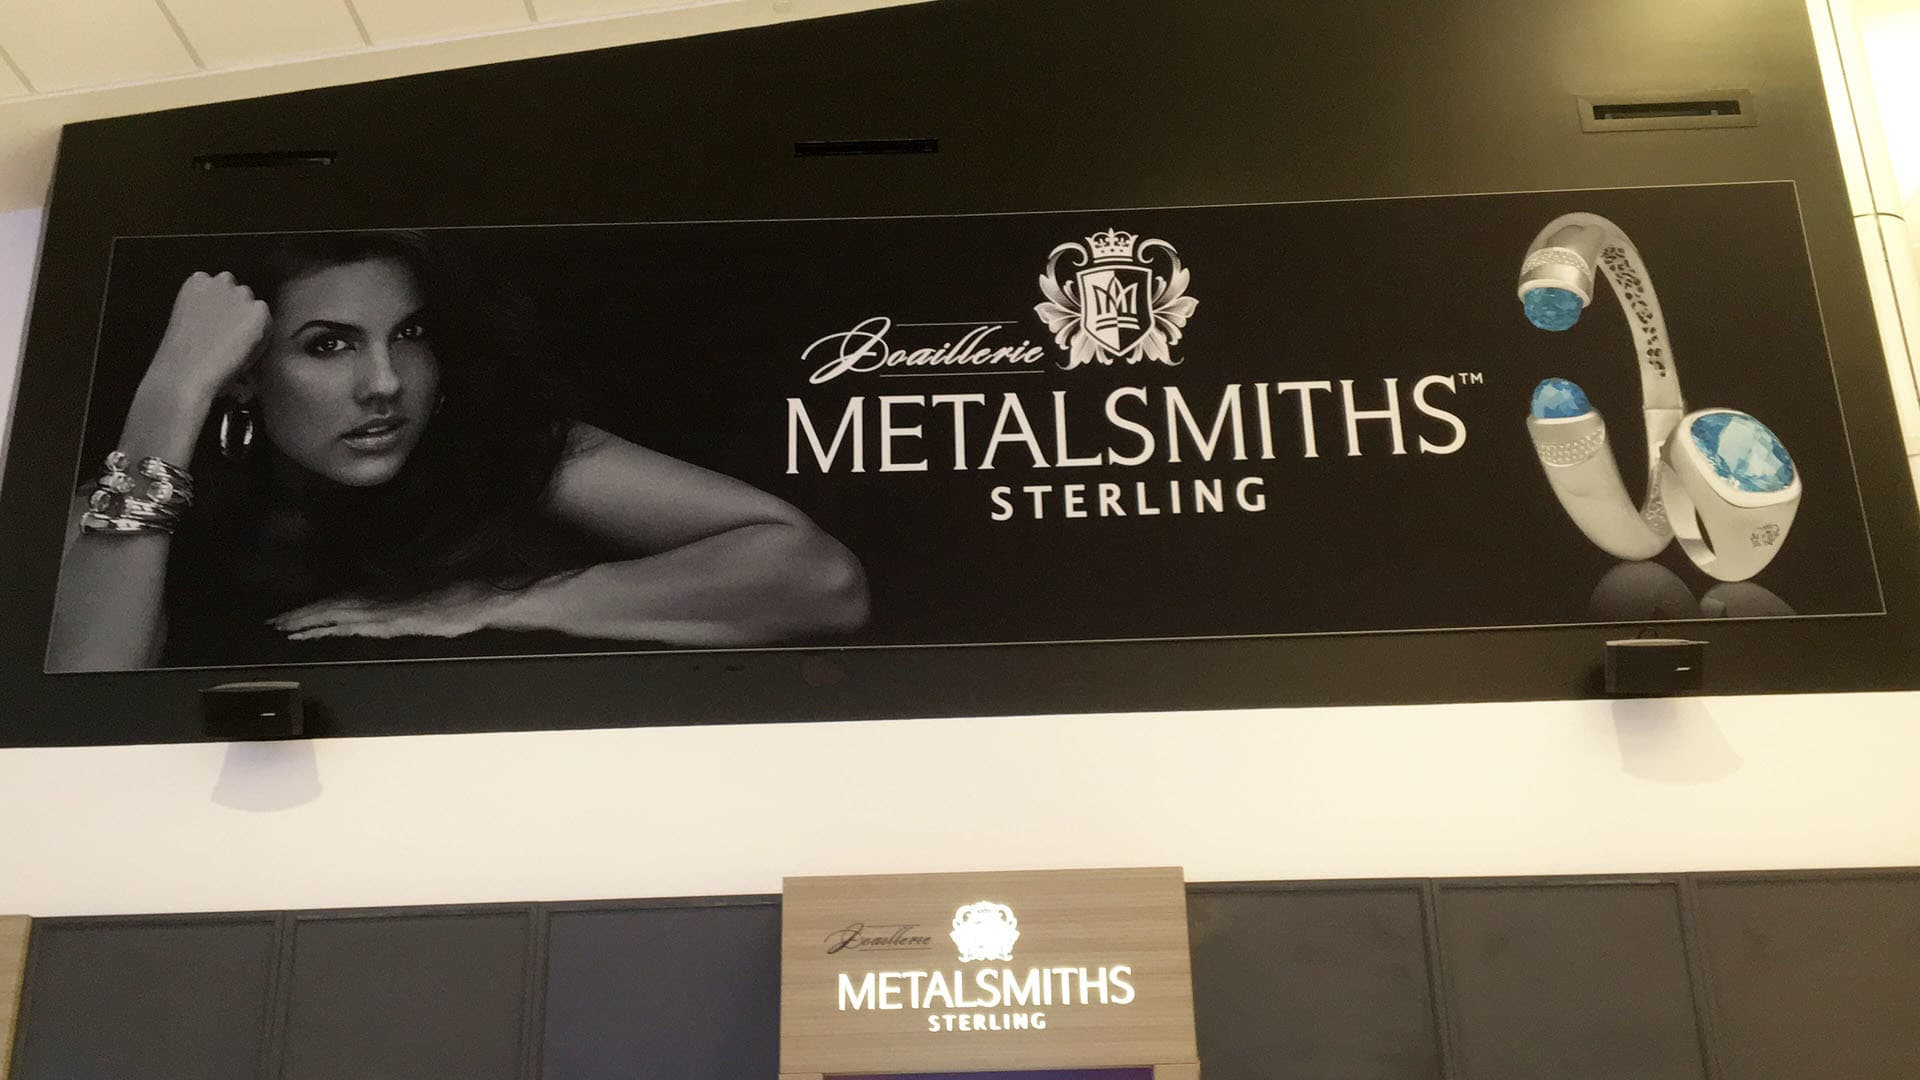 Joaillerie
METALSMITHS™
STERLING
Joaillerie
METALSMITHS
STERLING